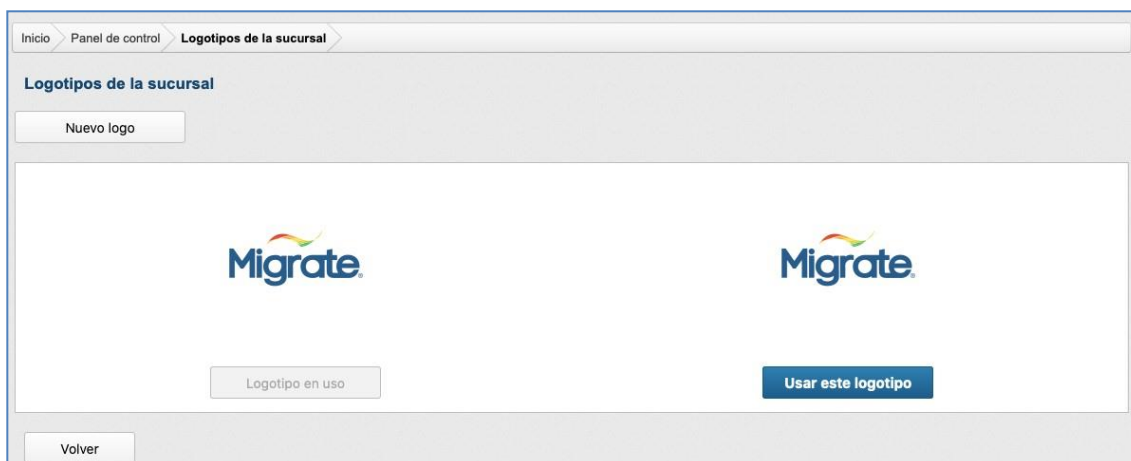 Inicio Panel de control Logotipos de la sucursal
Logotipos de la sucursal
Nuevo logo
Migrate® Migrate®
Logotipo en uso Usar este logotipo
Volver